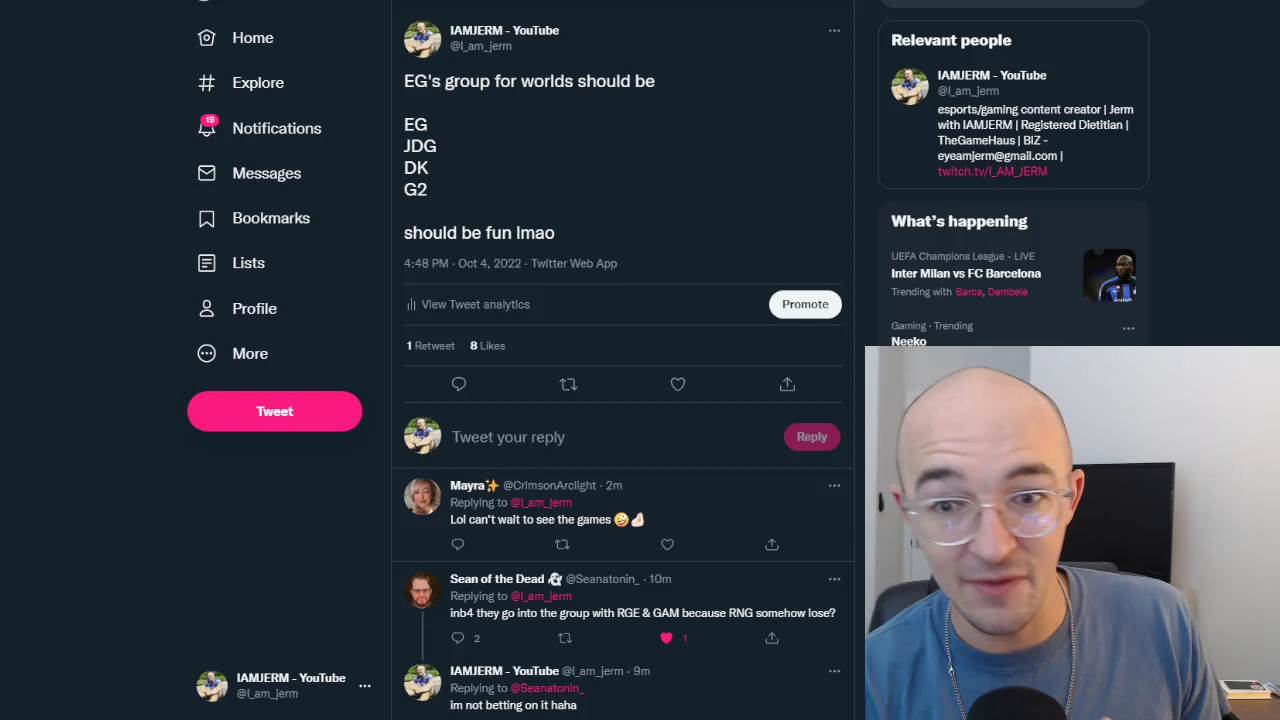 Home
Explore
19
Notifications
Messages
Bookmarks
Lists
Profile
More
Tweet
IAMJERM - YouTube
@I_am_jerm
IAMJERM - YouTube
@I_am_jerm
EG's group for worlds should be
EG
JDG
DK
G2
should be fun lmao
4:48 PM · Oct 4, 2022 · Twitter Web App
View Tweet analytics
Promote
1 Retweet 8 Likes
Tweet your reply
Reply
Mayra✨ @CrimsonArclight · 2m
Replying to @I_am_jerm
Lol can't wait to see the games 🤪👌🏻
Sean of the Dead 👻 @Seanatonin_ · 10m
Replying to @I_am_jerm
inb4 they go into the group with RGE & GAM because RNG somehow lose?
2
1
IAMJERM - YouTube @I_am_jerm · 9m
Replying to @Seanatonin_
im not betting on it haha
Relevant people
IAMJERM - YouTube
@I_am_jerm
esports/gaming content creator | Jerm
with IAMJERM | Registered Dietitian |
TheGameHaus | BIZ -
eyeamjerm@gmail.com |
twitch.tv/I_AM_JERM
What's happening
UEFA Champions League · LIVE
Inter Milan vs FC Barcelona
Trending with Barca, Dembele
Gaming · Trending
Neeko